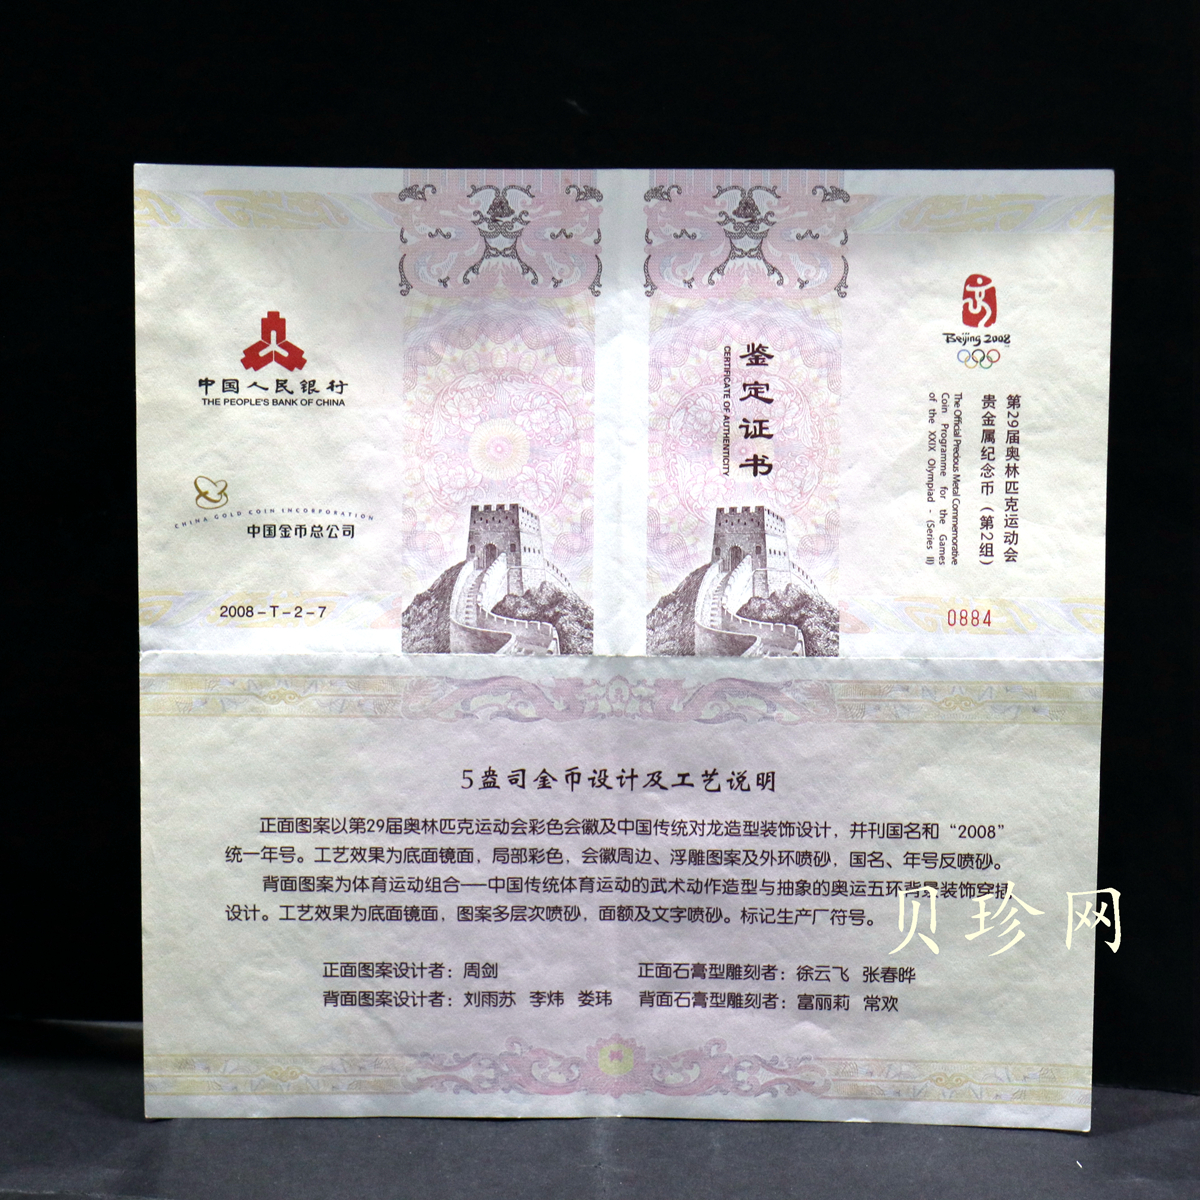 中国人民银行
THE PEOPLE'S BANK OF CHINA
CHINA GOLD COIN INCORPORATION
中国金币总公司
2008-T-2-7
鉴定证书
CERTIFICATE OF AUTHENTICITY
Beijing 2008
第29届奥林匹克运动会
贵金属纪念币（第2组）
The Official Precious Metal Commemorative
Coin Programme for the Games
of the XXIX Olympiad - (Series II)
0884
5盎司金币设计及工艺说明
正面图案以第29届奥林匹克运动会彩色会徽及中国传统对龙造型装饰设计，并刊国名和“2008”
统一年号。工艺效果为底面镜面，局部彩色，会徽周边、浮雕图案及外环喷砂，国名、年号反喷砂。
背面图案为体育运动组合——中国传统体育运动的武术动作造型与抽象的奥运五环背景装饰穿插
设计。工艺效果为底面镜面，图案多层次喷砂，面额及文字喷砂。标记生产厂符号。
正面图案设计者：周剑
正面石膏型雕刻者：徐云飞 张春晔
背面图案设计者：刘雨苏 李炜 娄玮
背面石膏型雕刻者：富丽莉 常欢
贝珍网